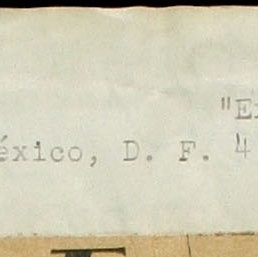 "E
éxico, D. F. 4